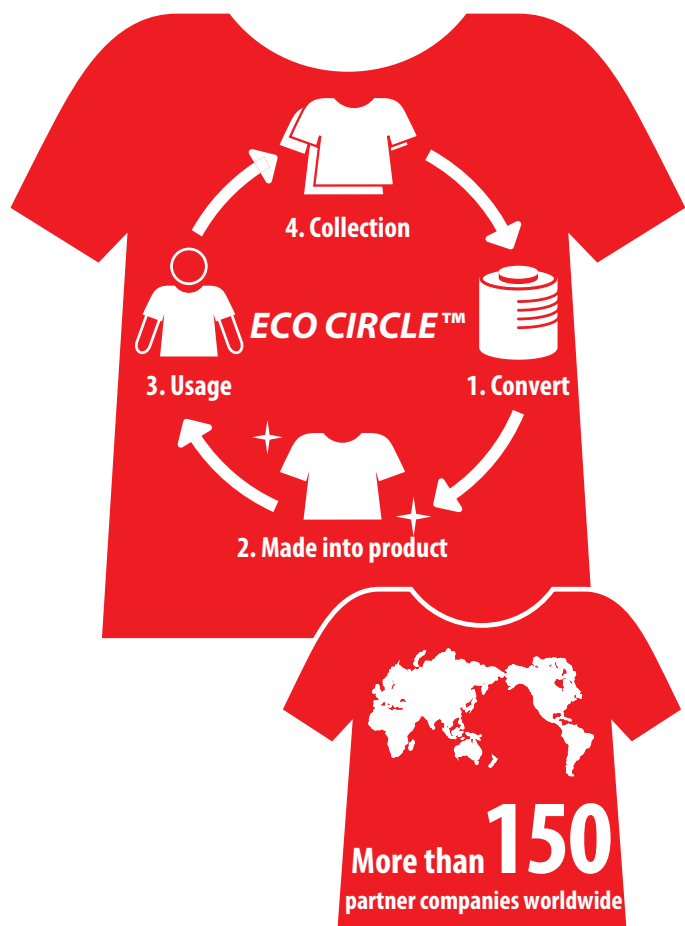 4. Collection
ECO CIRCLE™
3. Usage
1. Convert
2. Made into product
More than 150
partner companies worldwide